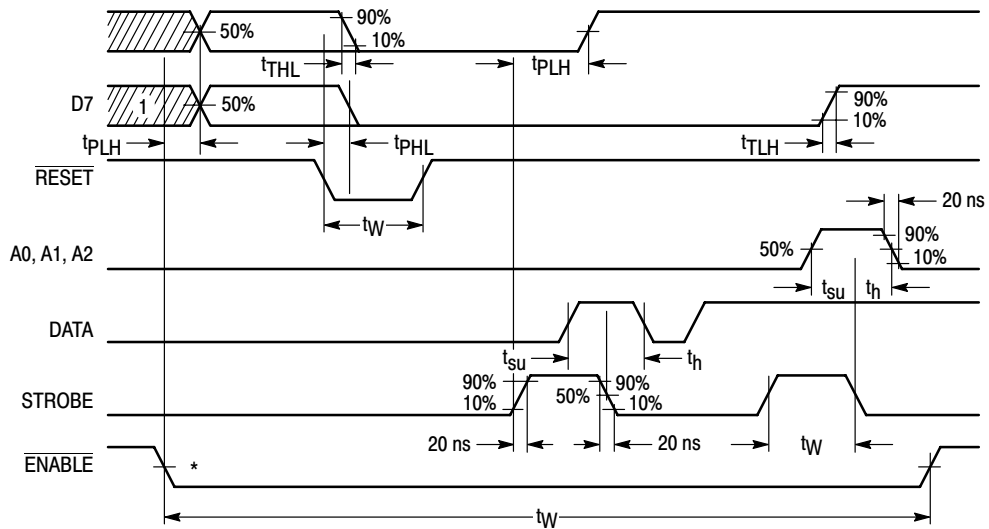 90%
50%
10%
tTHL
tPLH
D7
1
50%
90%
10%
tPLH
tPHL
tTLH
RESET
20 ns
tW
A0, A1, A2
50%
90%
10%
tsu
th
DATA
tsu
th
STROBE
90%
10%
50%
90%
10%
20 ns
20 ns
tW
ENABLE
*
tW